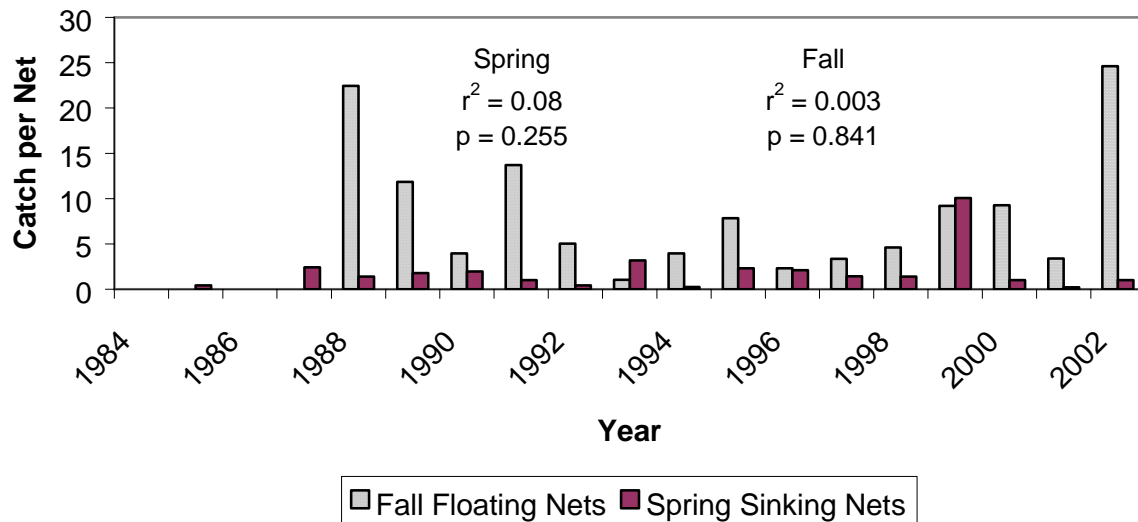 30
25
20
15
10
5
0
Catch per Net
Spring
r² = 0.08
p = 0.255
Fall
r² = 0.003
p = 0.841
1984
1986
1988
1990
1992
1994
1996
1998
2000
2002
Year
Fall Floating Nets
Spring Sinking Nets